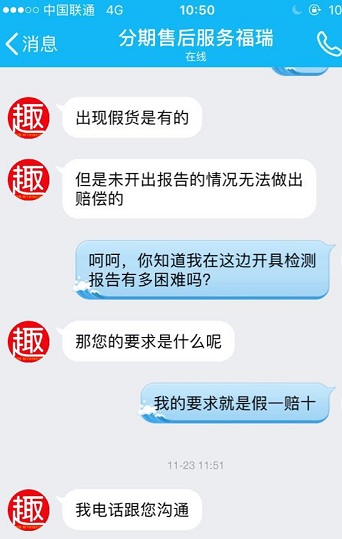 中国联通 4G 10:50 10
消息 分期售后服务福瑞
在线
趣 出现假货是有的
趣 但是未开出报告的情况无法做出
赔偿的
呵呵，你知道我在这边开具检测
报告有多困难吗?
趣 那您的要求是什么呢
我的要求就是假一赔十
11-23 11:51
趣 我电话跟您沟通